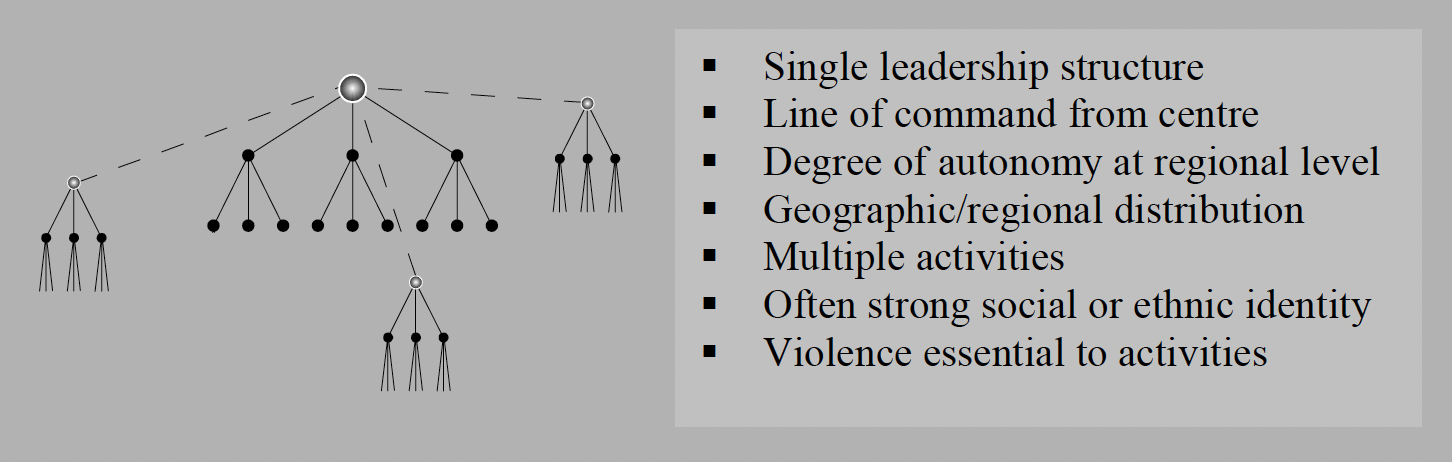 ▪ Single leadership structure
▪ Line of command from centre
▪ Degree of autonomy at regional level
▪ Geographic/regional distribution
▪ Multiple activities
▪ Often strong social or ethnic identity
▪ Violence essential to activities